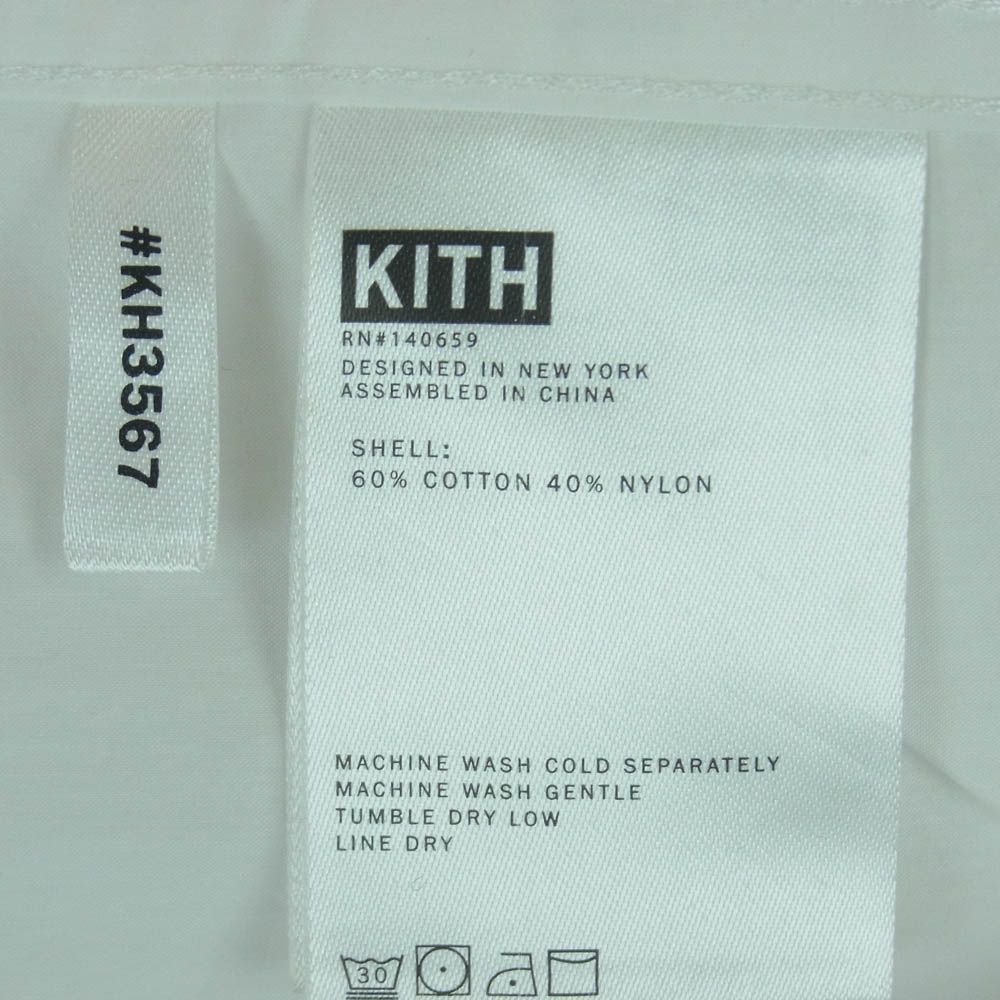 #KH3567
KITH
RN#140659
DESIGNED IN NEW YORK
ASSEMBLED IN CHINA
SHELL:
60% COTTON 40% NYLON
MACHINE WASH COLD SEPARATELY
MACHINE WASH GENTLE
TUMBLE DRY LOW
LINE DRY
30